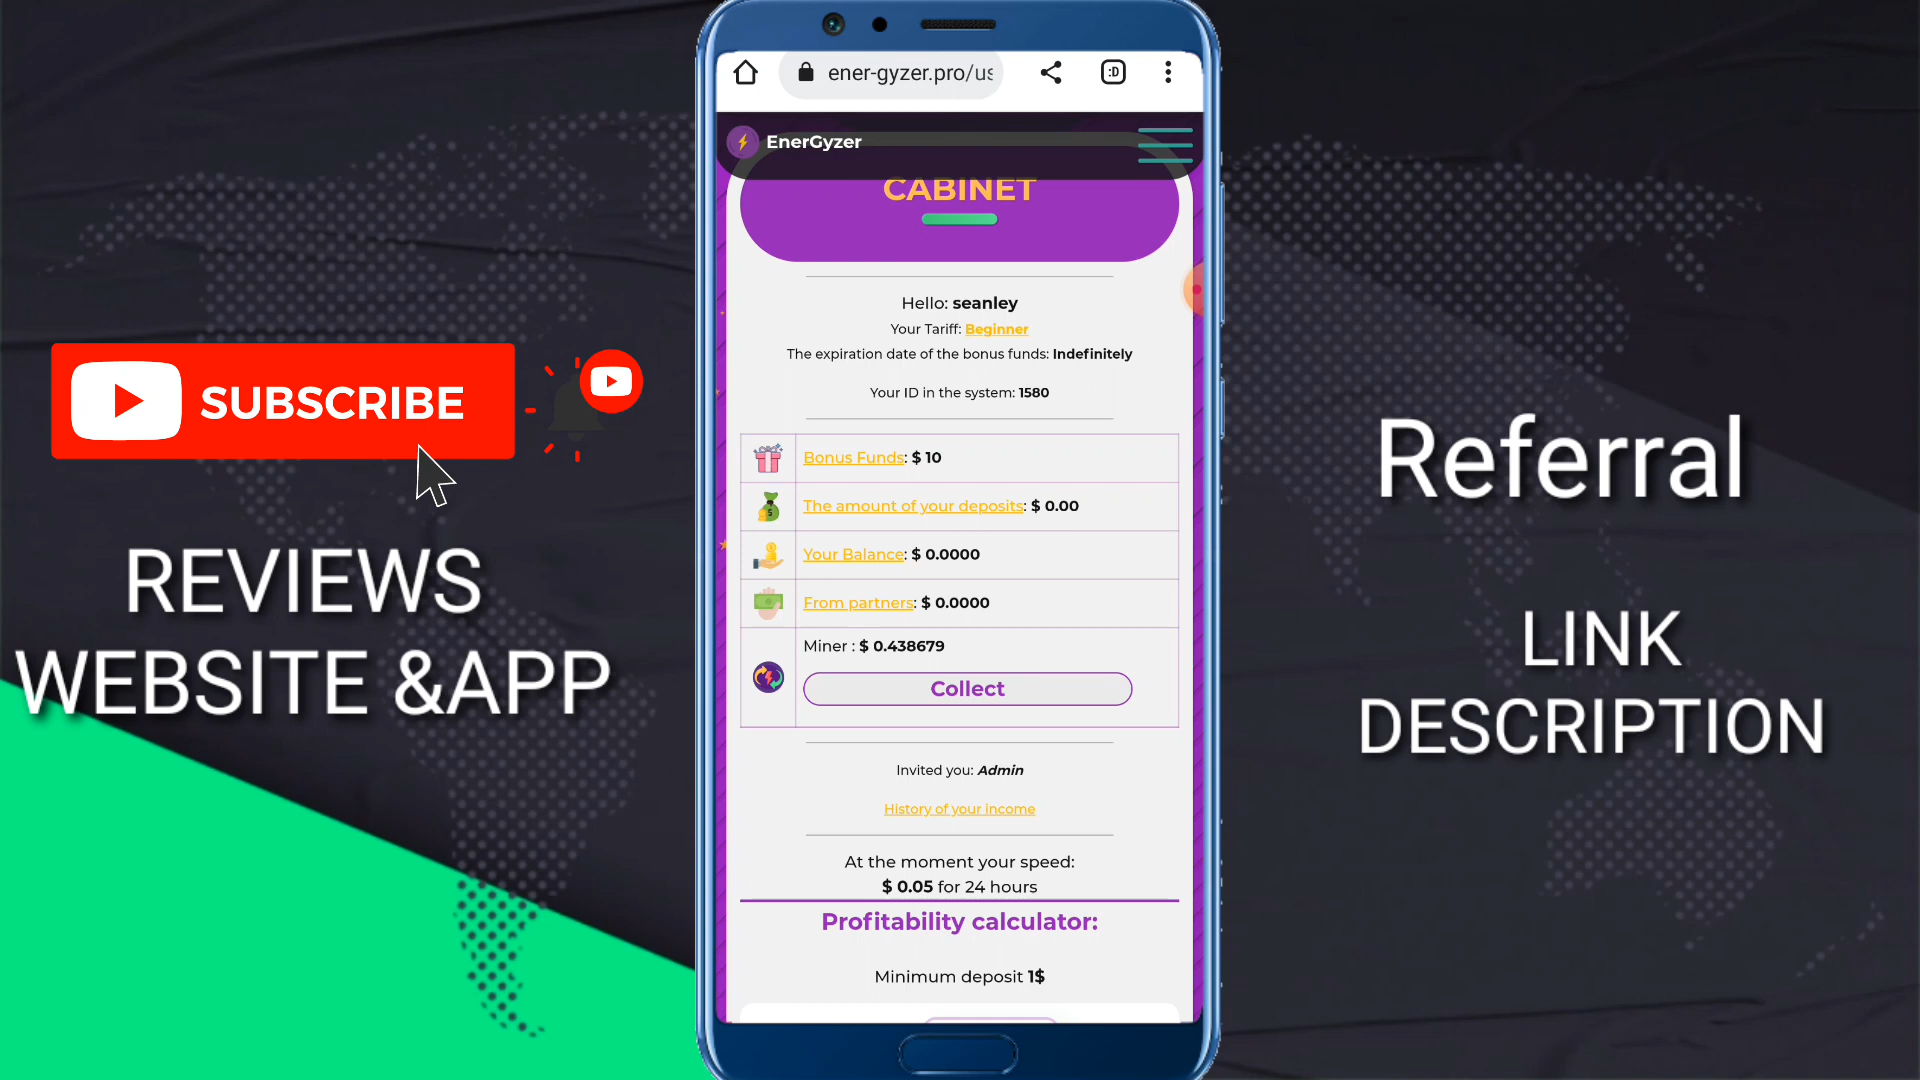 ener-gyzer.pro/us
:D
EnerGyzer
CABINET
Hello: seanley
Your Tariff: Beginner
The expiration date of the bonus funds: Indefinitely
Your ID in the system: 1580
Bonus Funds: $ 10
The amount of your deposits: $ 0.00
Your Balance: $ 0.0000
From partners: $ 0.0000
Miner : $ 0.438679
Collect
Invited you: Admin
History of your income
At the moment your speed:
$ 0.05 for 24 hours
Profitability calculator:
Minimum deposit 1$
SUBSCRIBE
REVIEWS
WEBSITE &APP
Referral
LINK
DESCRIPTION